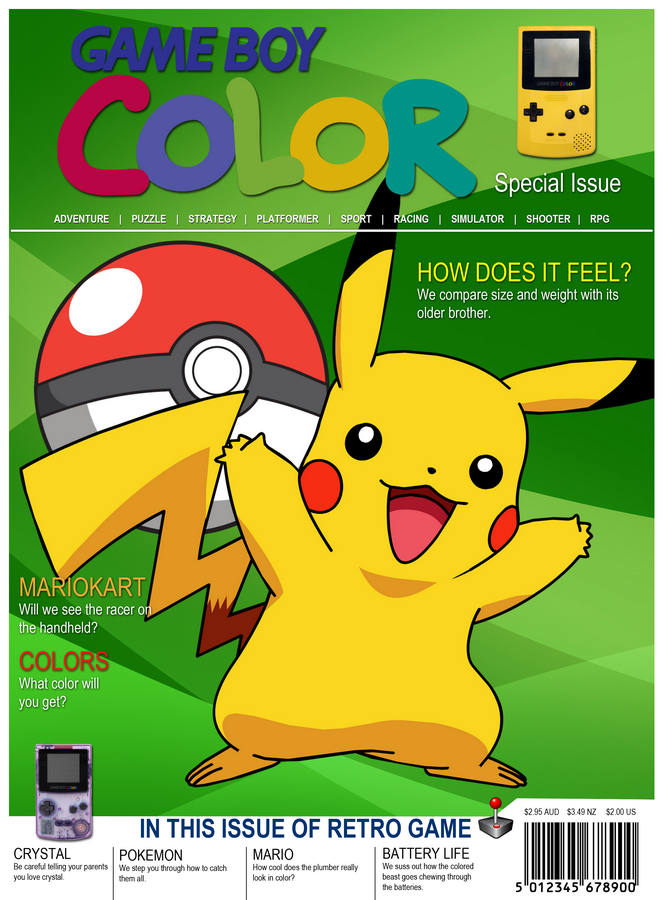 GAME BOY
COLOR
Special Issue
ADVENTURE | PUZZLE | STRATEGY | PLATFORMER | SPORT | RACING | SIMULATOR | SHOOTER | RPG
HOW DOES IT FEEL?
We compare size and weight with its
older brother.
MARIOKART
Will we see the racer on
the handheld?
COLORS
What color will
you get?
IN THIS ISSUE OF RETRO GAME
$2.95 AUD $3.49 NZ $2.00 US
CRYSTAL
Be careful telling your parents
you love crystal.
POKEMON
We step you through how to catch
them all.
MARIO
How cool does the plumber really
look in color?
BATTERY LIFE
We suss out how the colored
beast goes chewing through
the batteries.
5 012345 678900